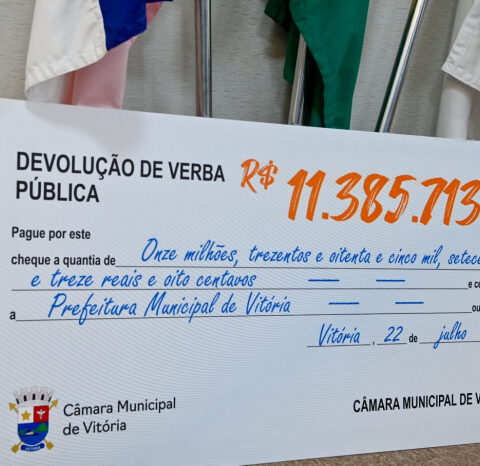 DEVOLUÇÃO DE VERBA
PÚBLICA
R$ 11.385.713
Pague por este
cheque a quantia de Onze milhões, trezentos e oitenta e cinco mil, setece
e treze reais e oito centavos e ce
a Prefeitura Municipal de Vitória ou
Vitória, 22 de julho
Câmara Municipal
de Vitória
CÂMARA MUNICIPAL DE V